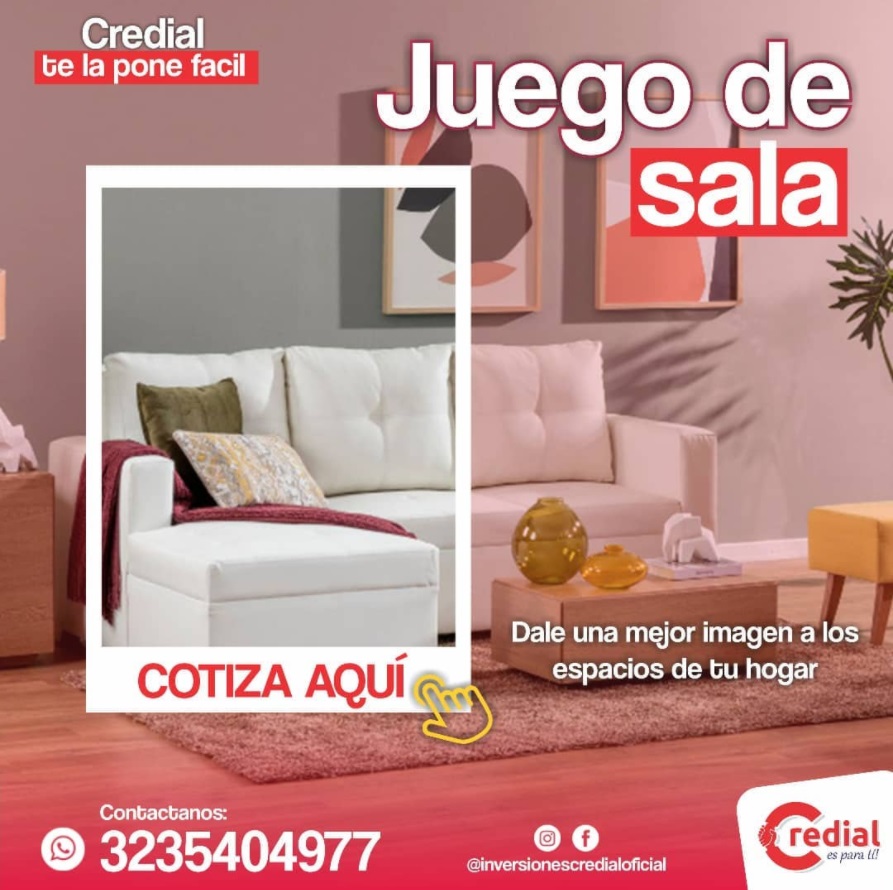 Credial
te la pone facil
Juego de
sala
Dale una mejor imagen a los
espacios de tu hogar
COTIZA AQUÍ
Contactanos:
3235404977
@inversionescredialoficial
Credial
es para tí!